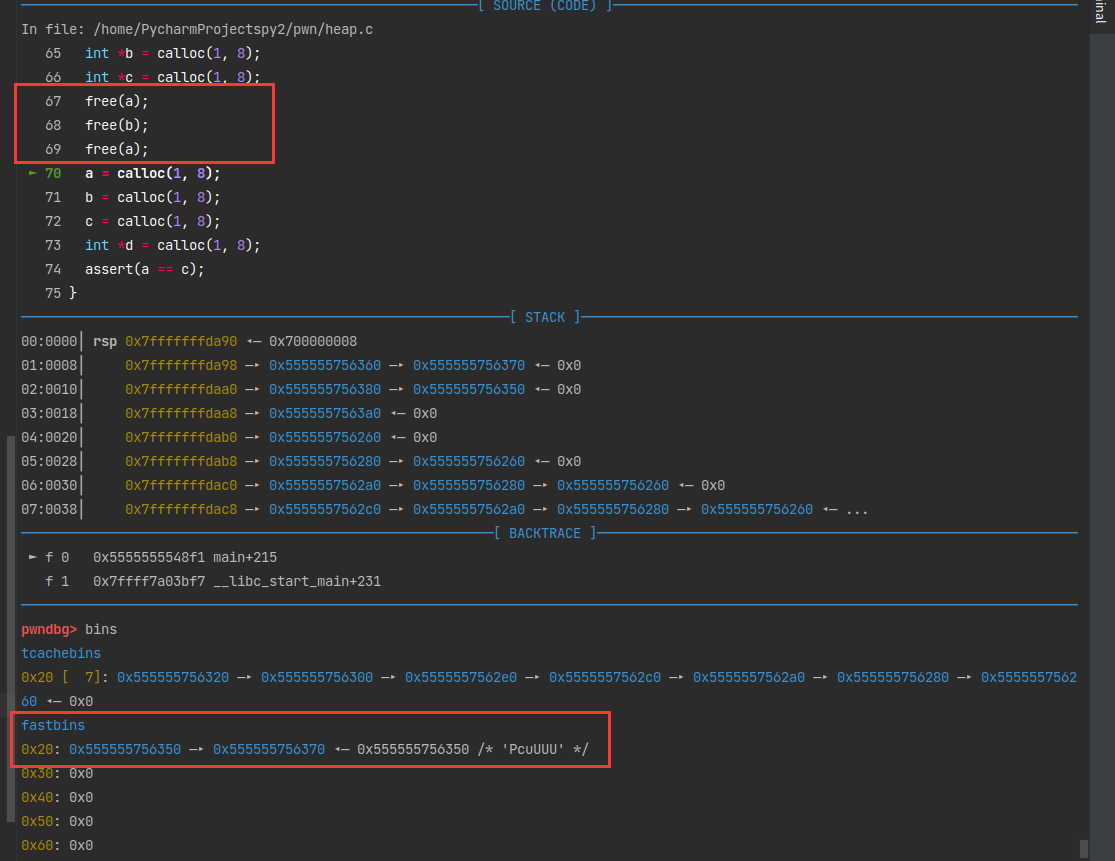 [ SOURCE (CODE) ]
In file: /home/PycharmProjectspy2/pwn/heap.c
65 int *b = calloc(1, 8);
66 int *c = calloc(1, 8);
67 free(a);
68 free(b);
69 free(a);
► 70 a = calloc(1, 8);
71 b = calloc(1, 8);
72 c = calloc(1, 8);
73 int *d = calloc(1, 8);
74 assert(a == c);
75 }
[ STACK ]
00:0000│ rsp 0x7fffffffda90 ◂— 0x700000008
01:0008│ 0x7fffffffda98 —▸ 0x555555756360 —▸ 0x555555756370 ◂— 0x0
02:0010│ 0x7fffffffdaa0 —▸ 0x555555756380 —▸ 0x555555756350 ◂— 0x0
03:0018│ 0x7fffffffdaa8 —▸ 0x5555557563a0 ◂— 0x0
04:0020│ 0x7fffffffdab0 —▸ 0x555555756260 ◂— 0x0
05:0028│ 0x7fffffffdab8 —▸ 0x555555756280 —▸ 0x555555756260 ◂— 0x0
06:0030│ 0x7fffffffdac0 —▸ 0x5555557562a0 —▸ 0x555555756280 —▸ 0x555555756260 ◂— 0x0
07:0038│ 0x7fffffffdac8 —▸ 0x5555557562c0 —▸ 0x5555557562a0 —▸ 0x555555756280 —▸ 0x555555756260 ◂— ...
[ BACKTRACE ]
► f 0 0x5555555548f1 main+215
f 1 0x7ffff7a03bf7 __libc_start_main+231
pwndbg> bins
tcachebins
0x20 [ 7]: 0x555555756320 —▸ 0x555555756300 —▸ 0x5555557562e0 —▸ 0x5555557562c0 —▸ 0x5555557562a0 —▸ 0x555555756280 —▸ 0x5555557562
60 ◂— 0x0
fastbins
0x20: 0x555555756350 —▸ 0x555555756370 ◂— 0x555555756350 /* 'PcuUUU' */
0x30: 0x0
0x40: 0x0
0x50: 0x0
0x60: 0x0